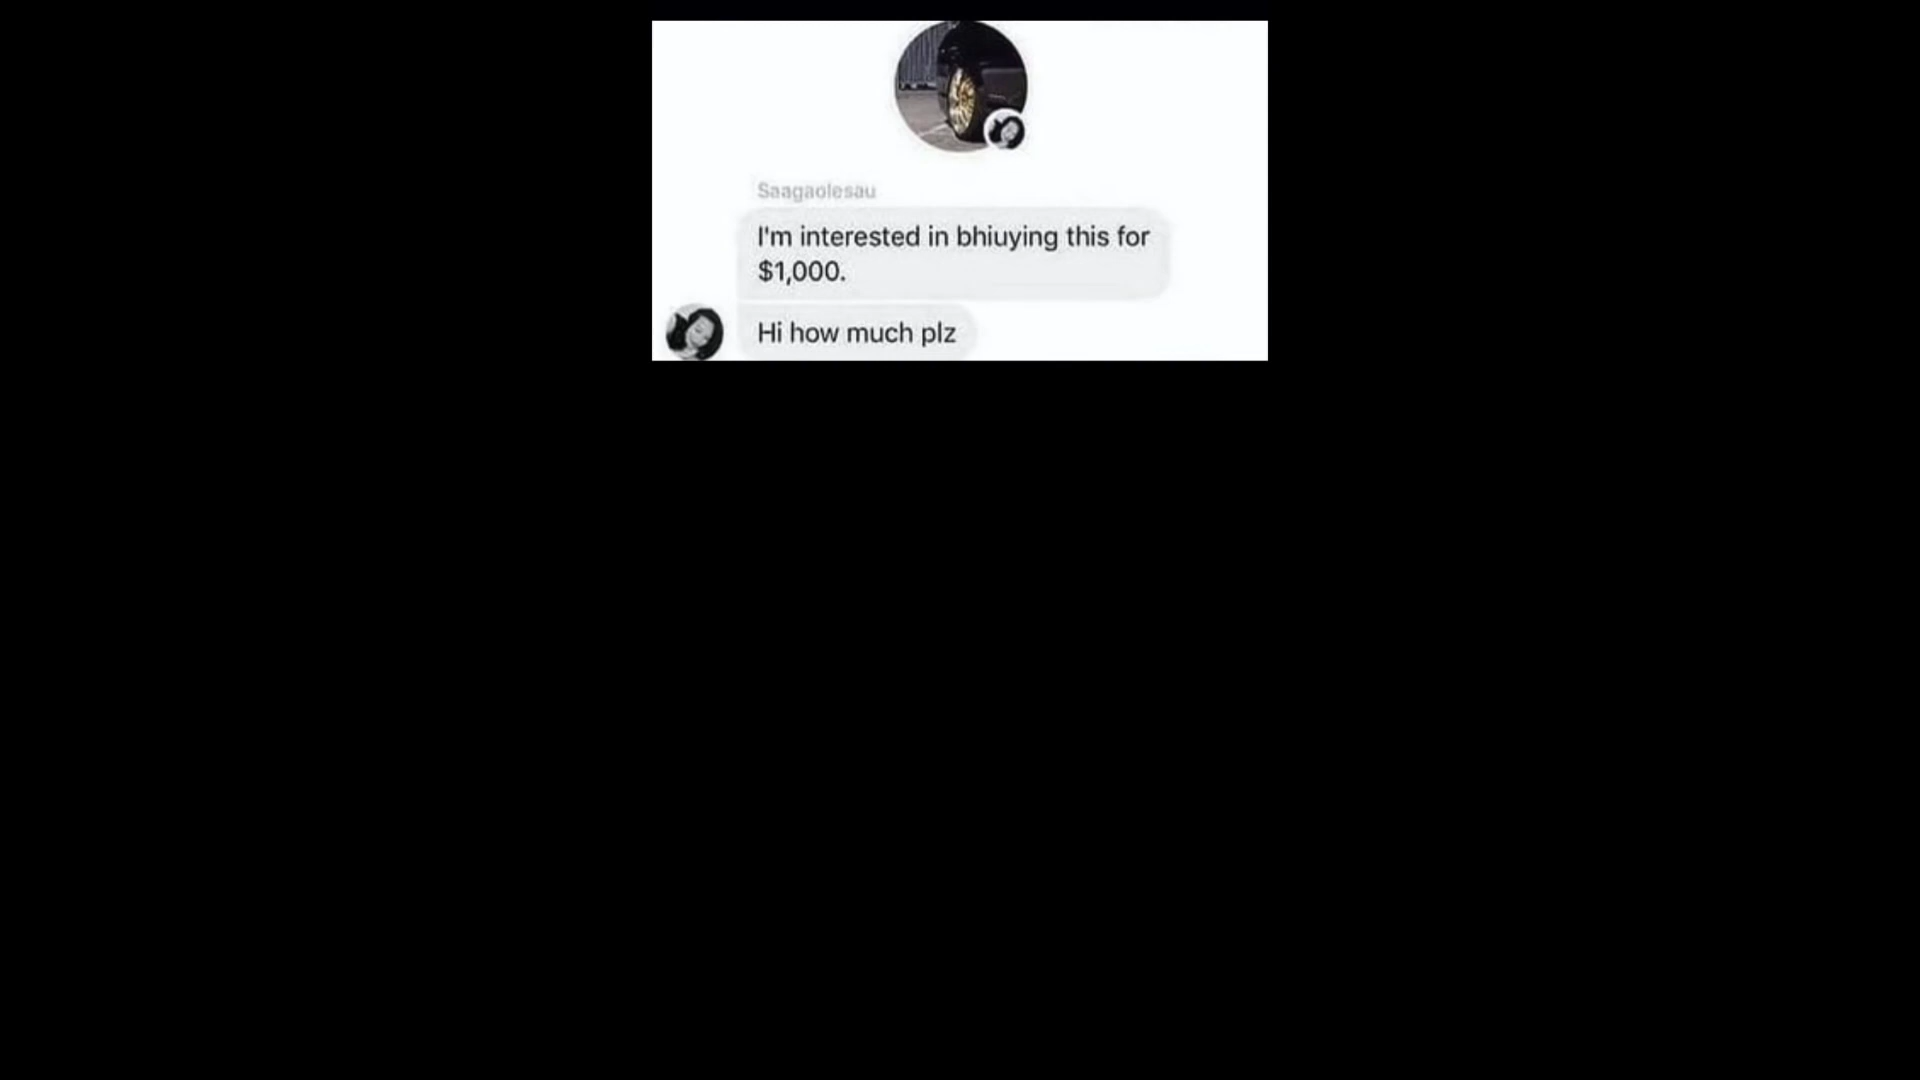 Saagaolesau
I'm interested in bhiuying this for
$1,000.
Hi how much plz